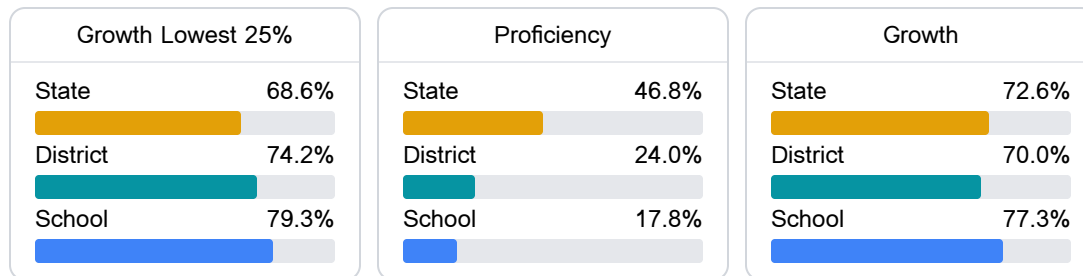 Growth Lowest 25%
State 68.6%
District 74.2%
School 79.3%
Proficiency
State 46.8%
District 24.0%
School 17.8%
Growth
State 72.6%
District 70.0%
School 77.3%